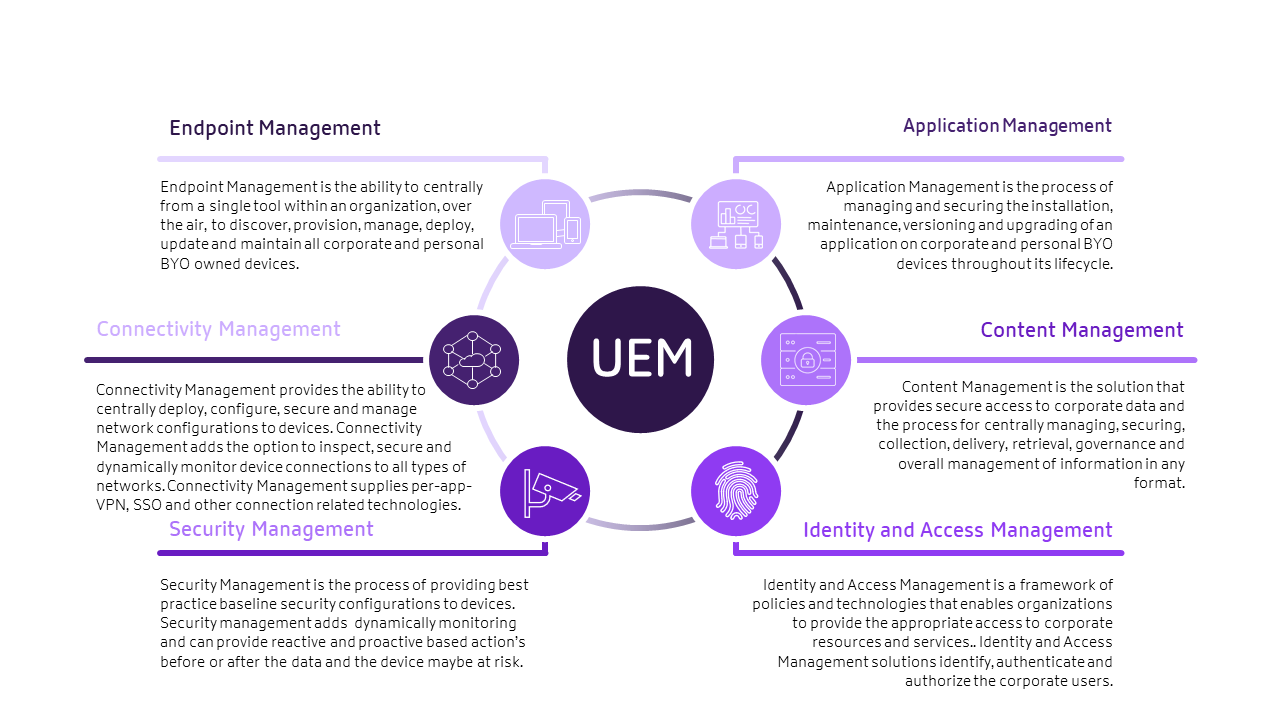 Endpoint Management
Endpoint Management is the ability to centrally
from a single tool within an organization, over
the air, to discover, provision, manage, deploy,
update and maintain all corporate and personal
BYO owned devices.
Application Management
Application Management is the process of
managing and securing the installation,
maintenance, versioning and upgrading of an
application on corporate and personal BYO
devices throughout its lifecycle.
Connectivity Management
Connectivity Management provides the ability to
centrally deploy, configure, secure and manage
network configurations to devices. Connectivity
Management adds the option to inspect, secure and
dynamically monitor device connections to all types of
networks. Connectivity Management supplies per-app-
VPN, SSO and other connection related technologies.
UEM
Content Management
Content Management is the solution that
provides secure access to corporate data and
the process for centrally managing, securing,
collection, delivery, retrieval, governance and
overall management of information in any
format.
Security Management
Security Management is the process of providing best
practice baseline security configurations to devices.
Security management adds dynamically monitoring
and can provide reactive and proactive based action's
before or after the data and the device maybe at risk.
Identity and Access Management
Identity and Access Management is a framework of
policies and technologies that enables organizations
to provide the appropriate access to corporate
resources and services.. Identity and Access
Management solutions identify, authenticate and
authorize the corporate users.